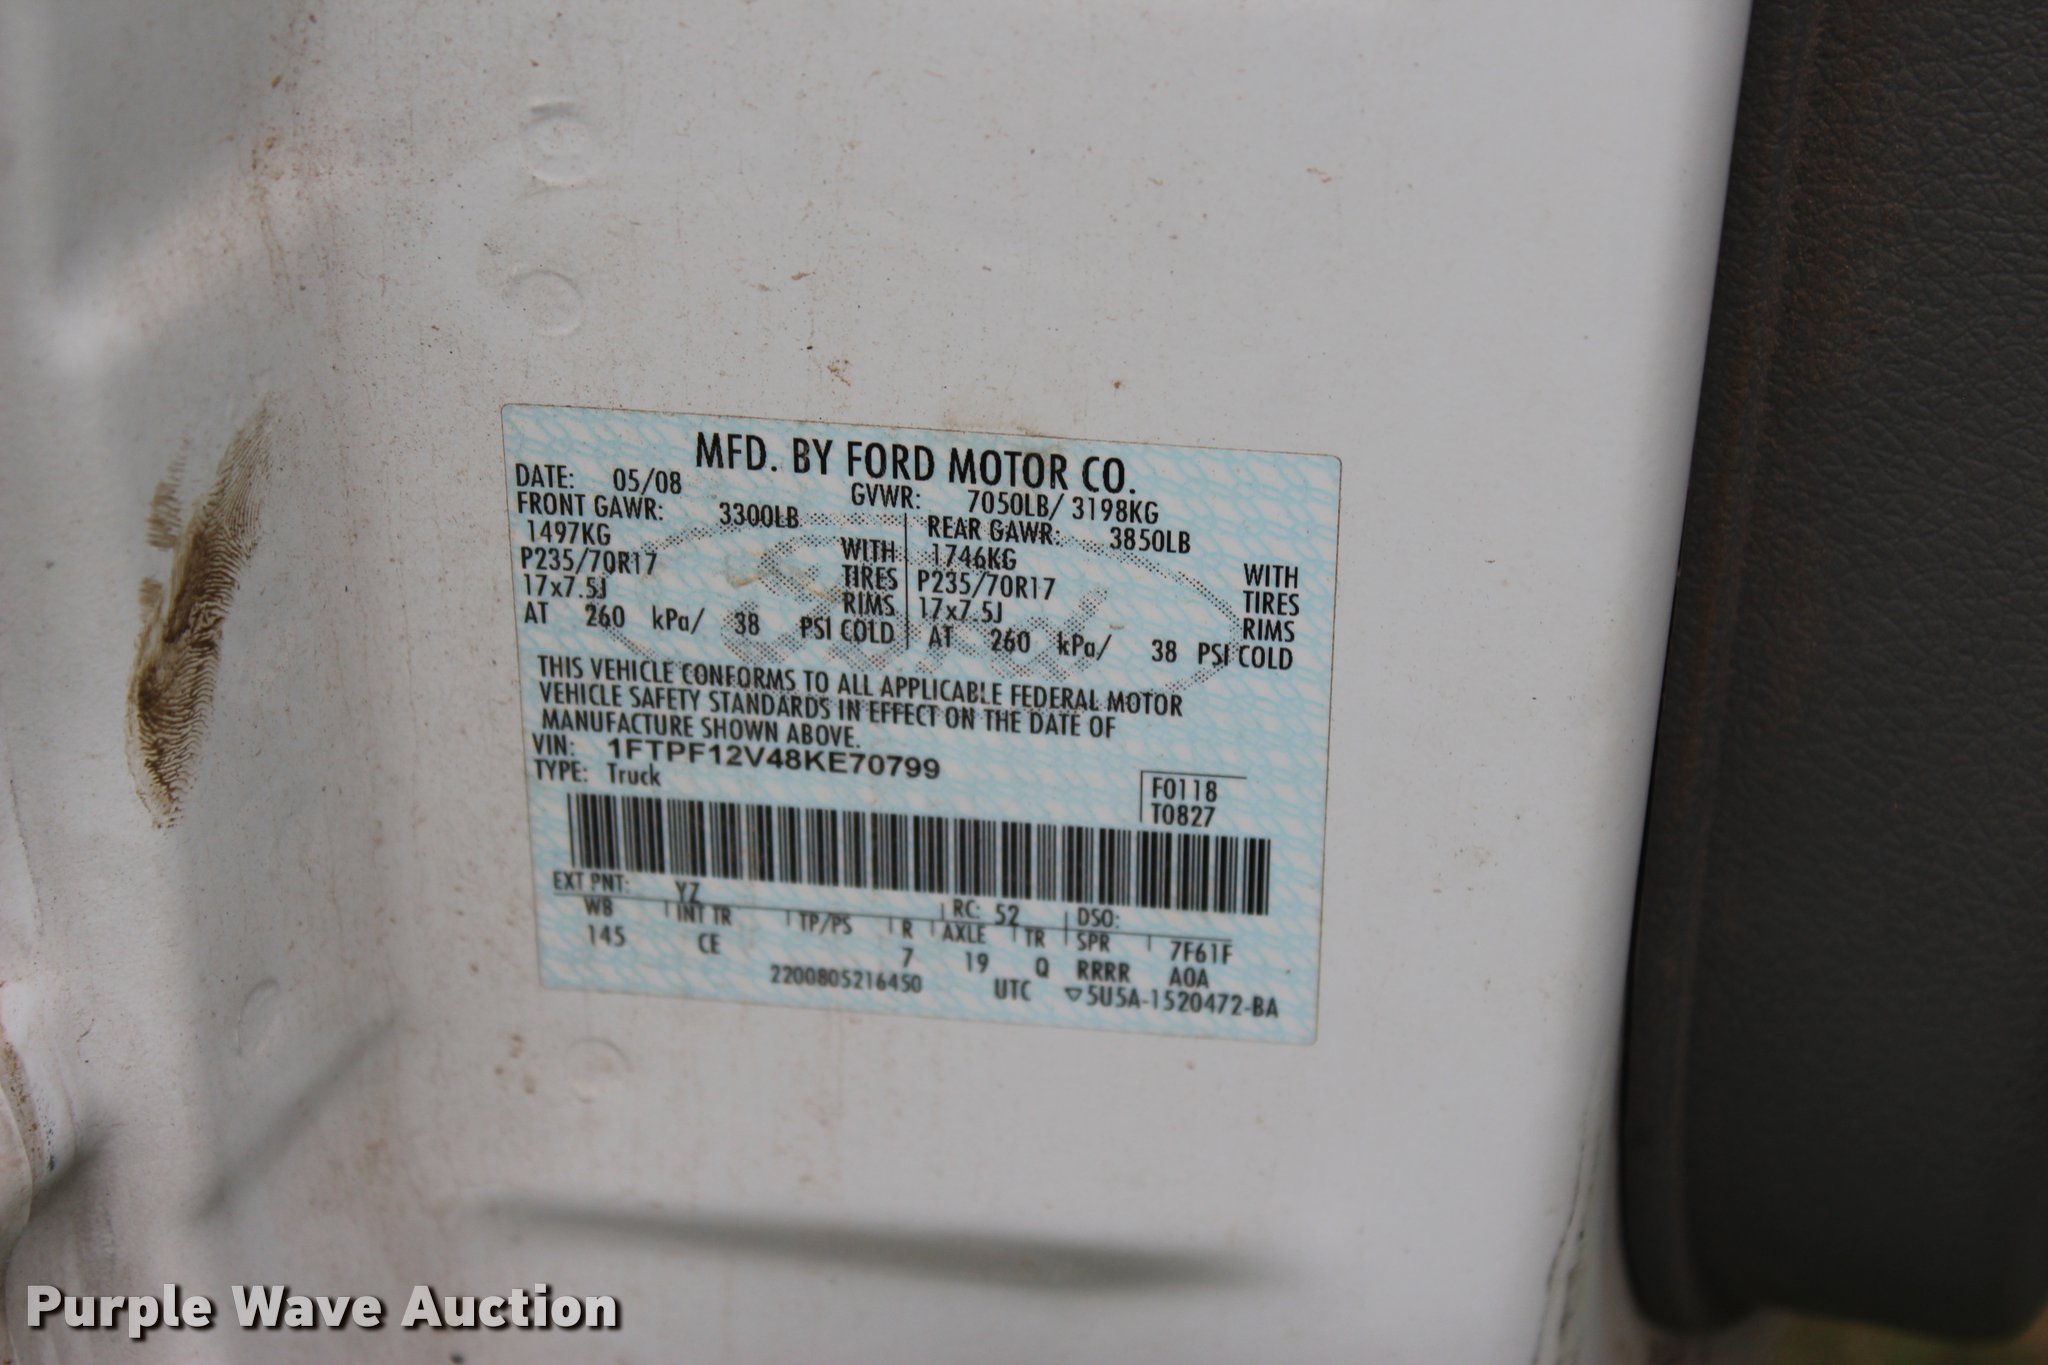 MFD. BY FORD MOTOR CO.
DATE: 05/08 GVWR: 7050LB/ 3198KG
FRONT GAWR: 3300LB REAR GAWR: 3850LB
1497KG WITH 1746KG WITH
P235/70R17 TIRES P235/70R17 TIRES
17x7.5J RIMS 17x7.5J RIMS
AT 260 kPa/ 38 PSI COLD AT 260 kPa/ 38 PSI COLD
THIS VEHICLE CONFORMS TO ALL APPLICABLE FEDERAL MOTOR
VEHICLE SAFETY STANDARDS IN EFFECT ON THE DATE OF
MANUFACTURE SHOWN ABOVE.
VIN: 1FTPF12V48KE70799
TYPE: Truck
F0118
T0827
EXT PNT: YZ RC: 52 DSO:
WB INT TR TP/PS R AXLE TR SPR 7F61F
145 CE 7 19 Q RRRR A0A
2200805216450 UTC ▽5U5A-1520472-BA
Ford
Purple Wave Auction